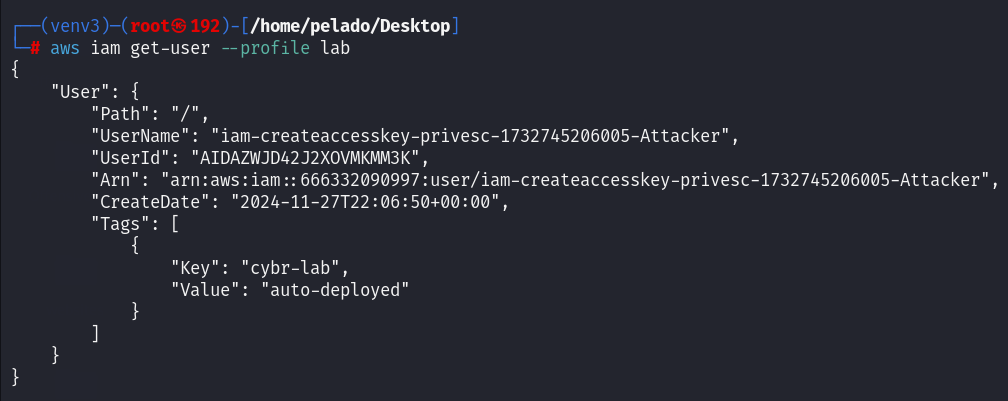 ┌──(venv3)─(root㉿192)-[/home/pelado/Desktop]
└─# aws iam get-user --profile lab
{
    "User": {
        "Path": "/",
        "UserName": "iam-createaccesskey-privesc-1732745206005-Attacker",
        "UserId": "AIDAZWJD42J2XOVMKMM3K",
        "Arn": "arn:aws:iam::666332090997:user/iam-createaccesskey-privesc-1732745206005-Attacker",
        "CreateDate": "2024-11-27T22:06:50+00:00",
        "Tags": [
            {
                "Key": "cybr-lab",
                "Value": "auto-deployed"
            }
        ]
    }
}